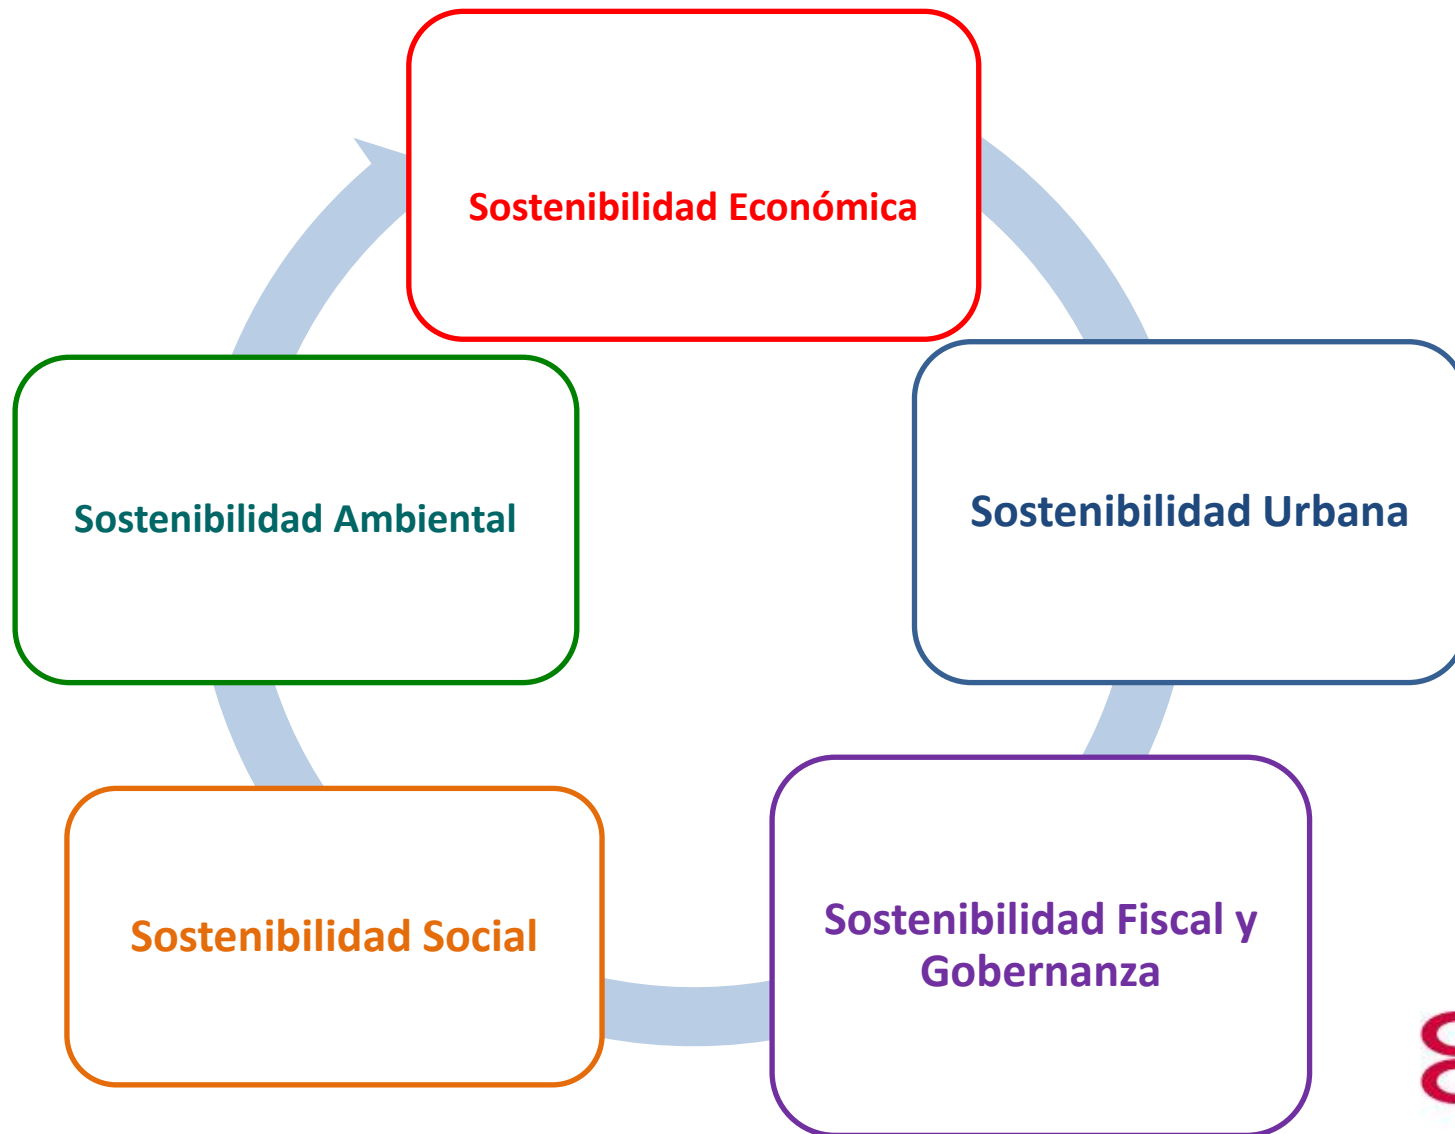 Sostenibilidad Económica
Sostenibilidad Urbana
Sostenibilidad Fiscal y
Gobernanza
Sostenibilidad Social
Sostenibilidad Ambiental